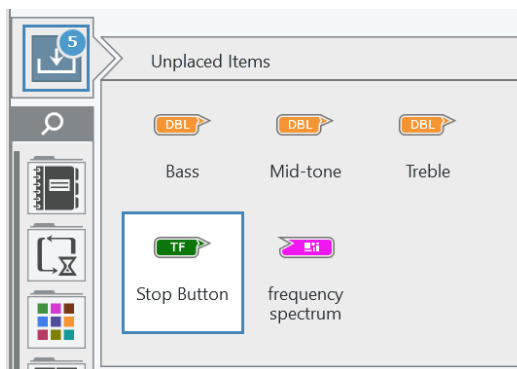 5
Unplaced Items
DBL DBL DBL
Bass Mid-tone Treble
TF
Stop Button frequency
spectrum